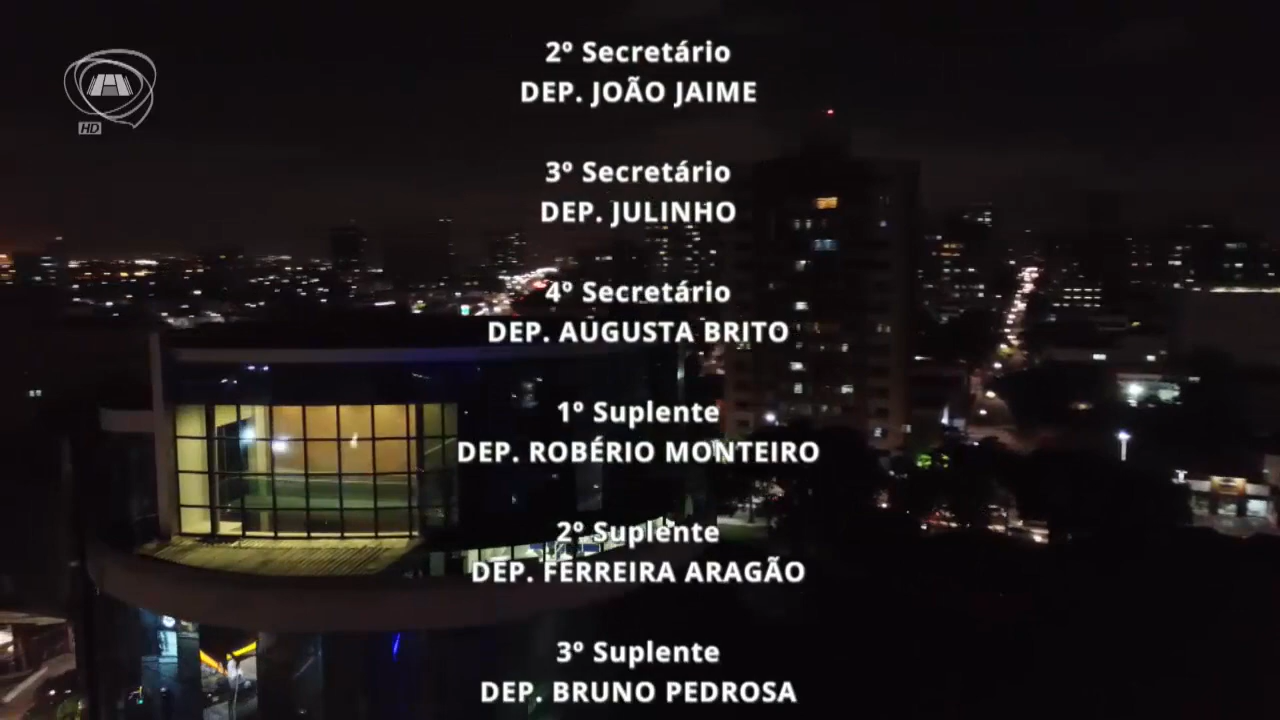 HD
2º Secretário
DEP. JOÃO JAIME
3º Secretário
DEP. JULINHO
4º Secretário
DEP. AUGUSTA BRITO
1º Suplente
DEP. ROBÉRIO MONTEIRO
2º Suplente
DEP. FERREIRA ARAGÃO
3º Suplente
DEP. BRUNO PEDROSA